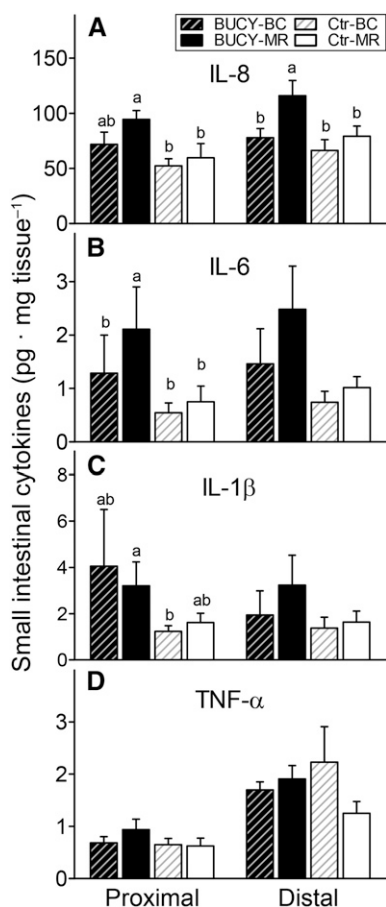 BUCY-BC Ctr-BC
BUCY-MR Ctr-MR
A
IL-8
150
100
50
0
ab a b b b a b b
B
IL-6
3
2
1
0
b a b b
C
IL-1β
8
6
4
2
0
ab a b ab
D
TNF-α
3
2
1
0
Proximal Distal
Small intestinal cytokines (pg · mg tissue⁻¹)